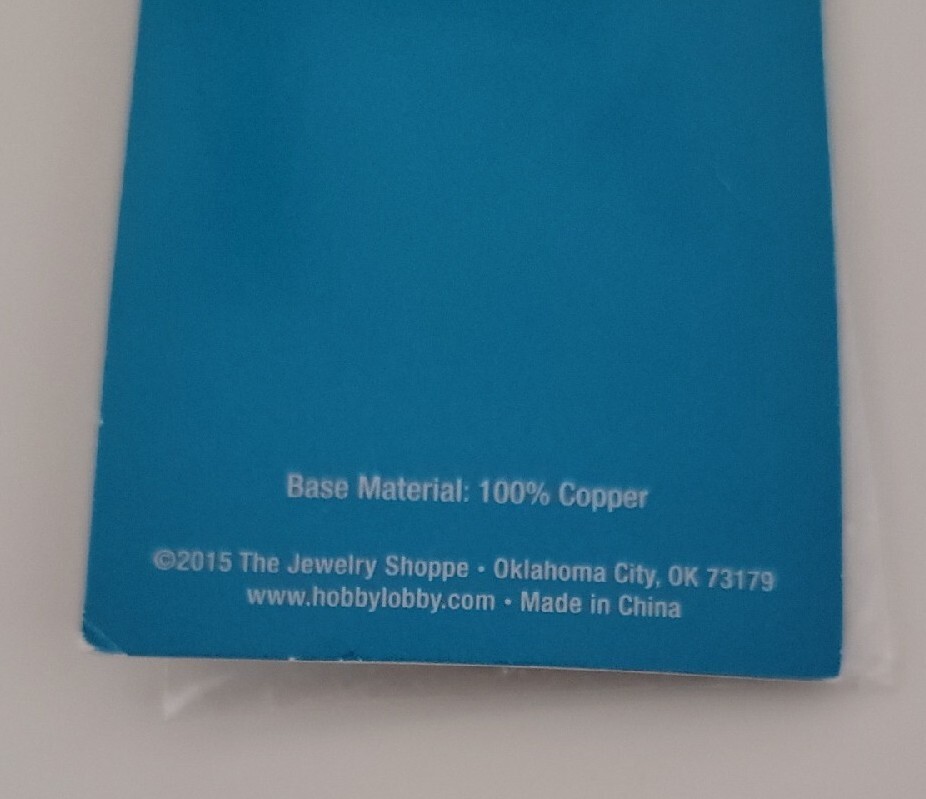 Base Material: 100% Copper
©2015 The Jewelry Shoppe • Oklahoma City, OK 73179
www.hobbylobby.com • Made in China